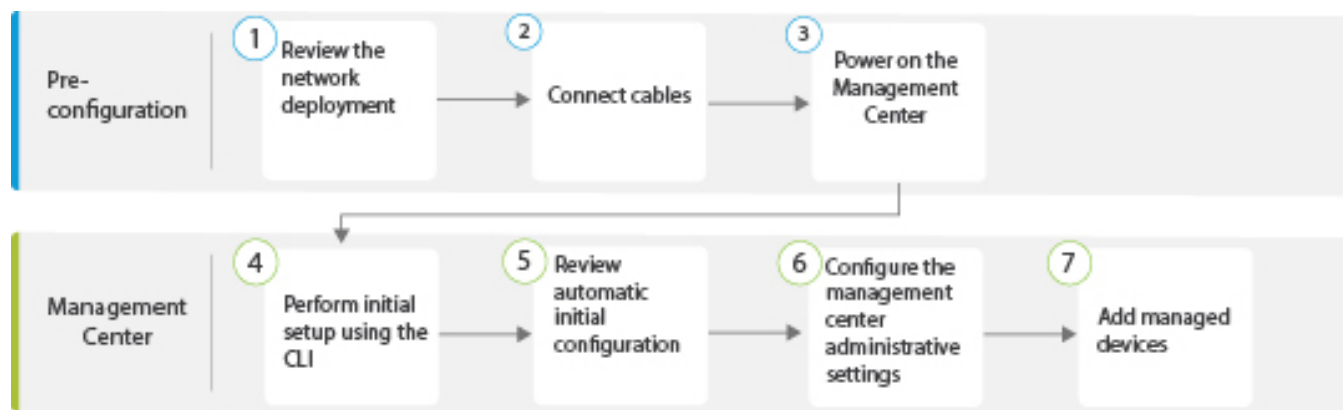 Pre-
configuration
1
Review the
network
deployment
2
Connect cables
3
Power on the
Management
Center
Management
Center
4
Perform initial
setup using the
CLI
5
Review
automatic
initial
configuration
6
Configure the
management
center
administrative
settings
7
Add managed
devices